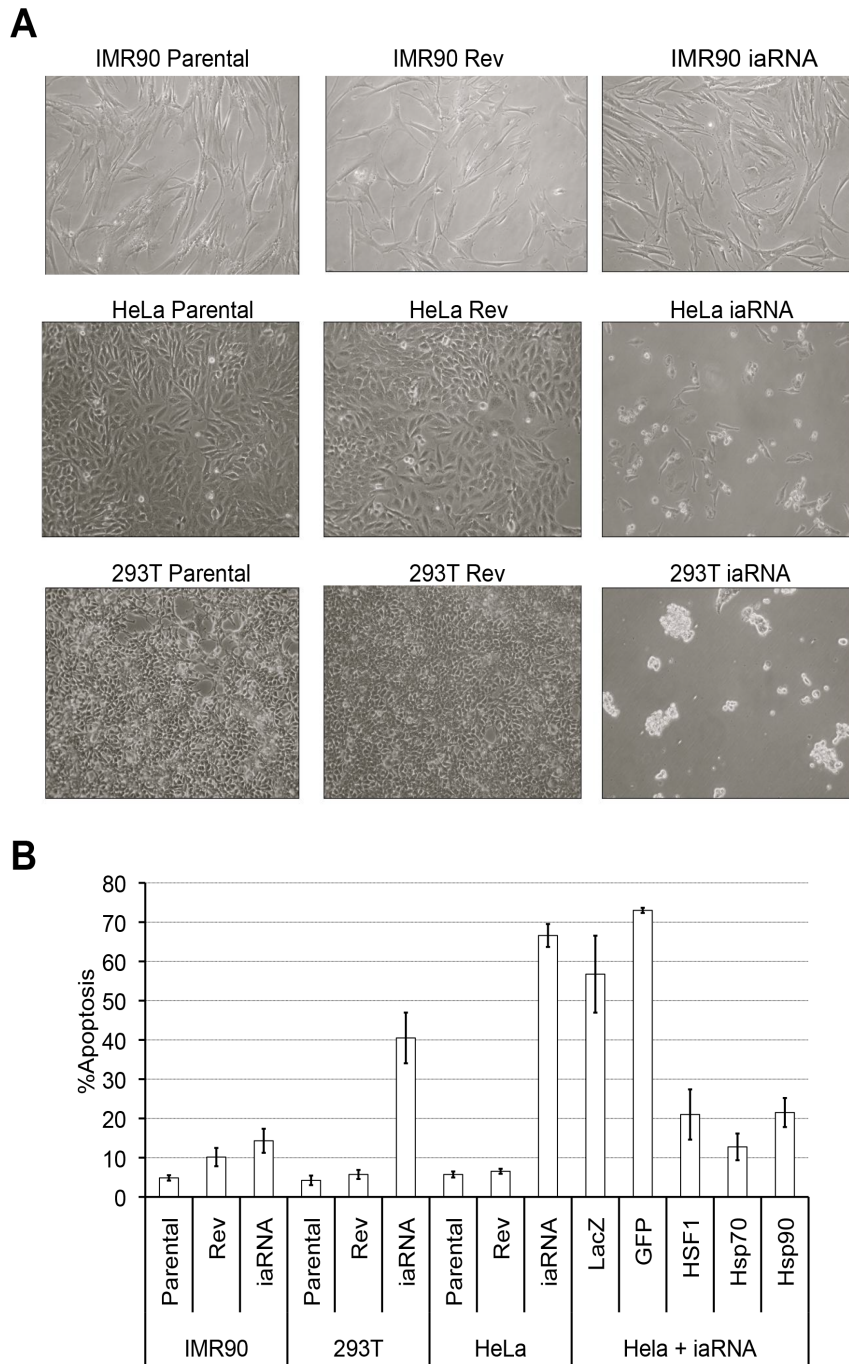 A
IMR90 Parental
IMR90 Rev
IMR90 iaRNA
HeLa Parental
HeLa Rev
HeLa iaRNA
293T Parental
293T Rev
293T iaRNA
B
%Apoptosis
80
70
60
50
40
30
20
10
0
Parental
Rev
iaRNA
Parental
Rev
iaRNA
Parental
Rev
iaRNA
LacZ
GFP
HSF1
Hsp70
Hsp90
IMR90
293T
HeLa
Hela + iaRNA